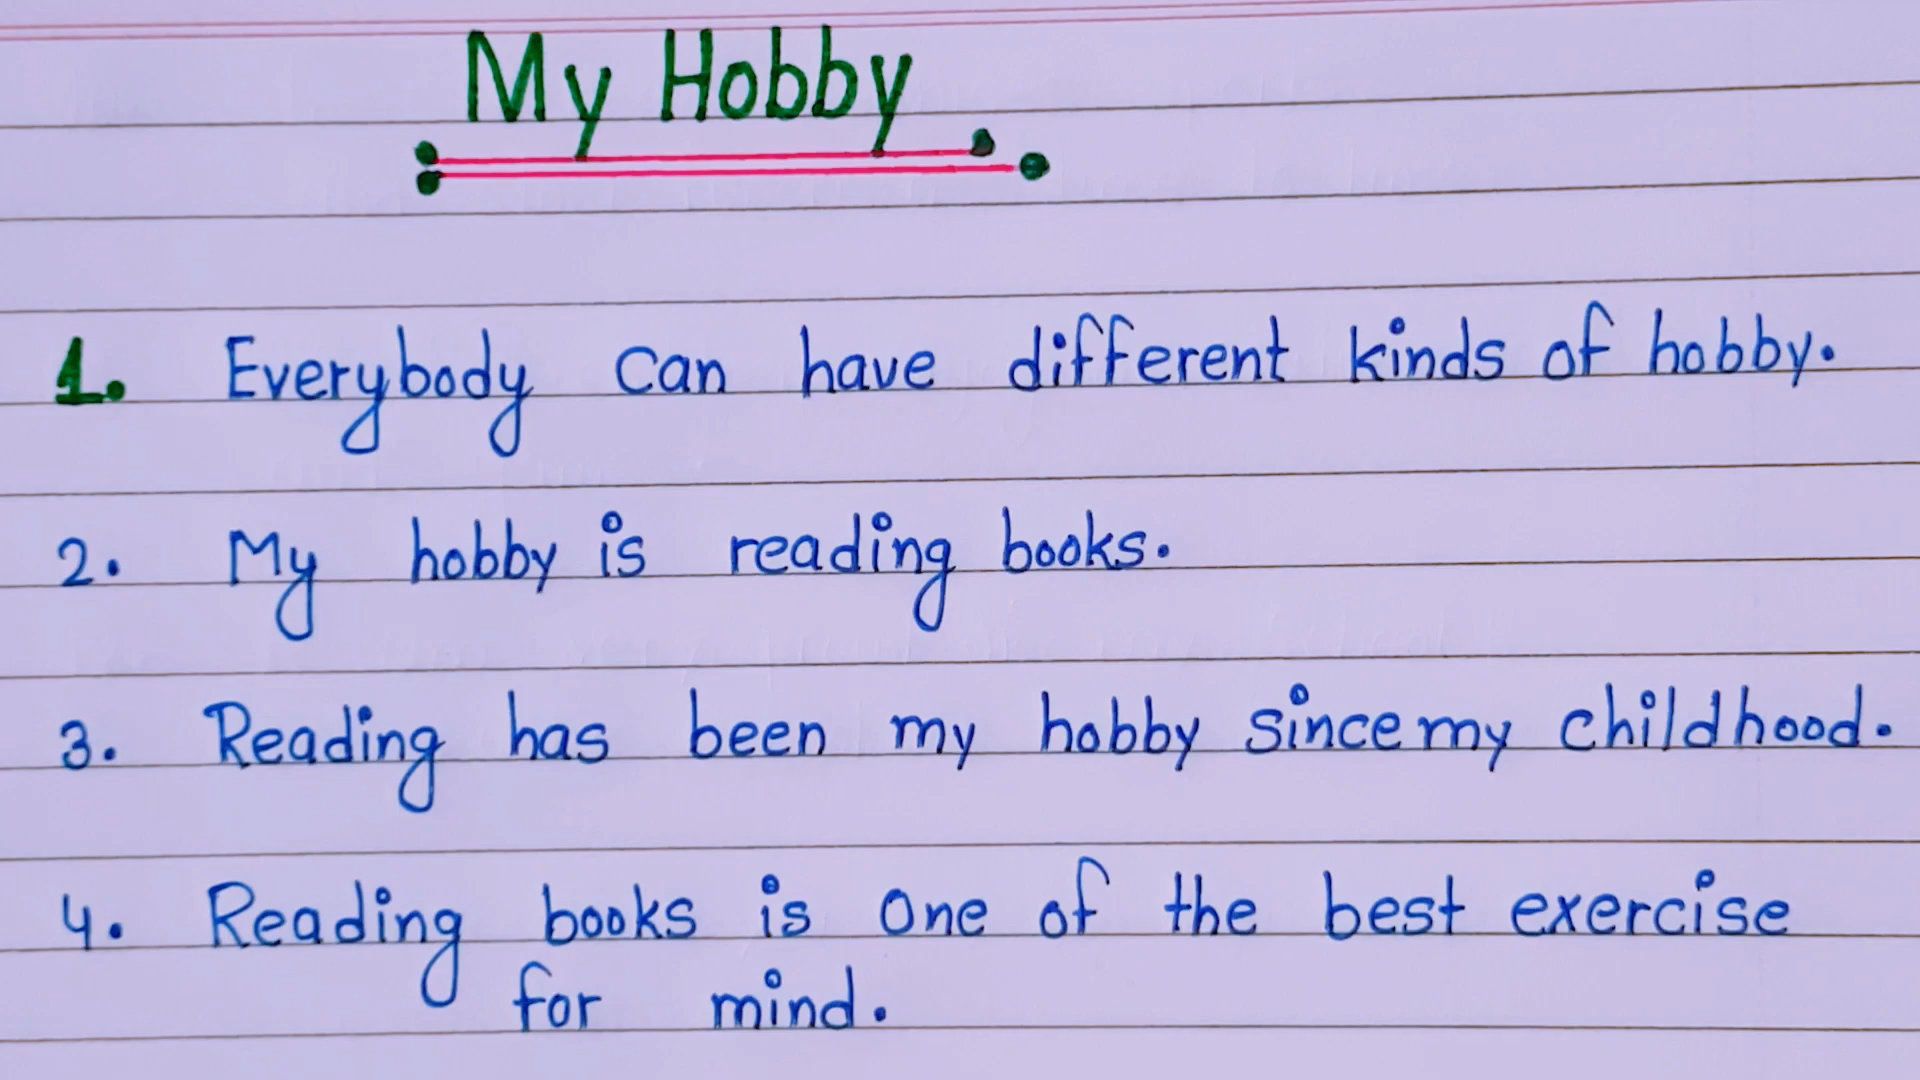 My Hobby
1. Everybody can have different kinds of hobby.
2. My hobby is reading books.
3. Reading has been my hobby since my childhood.
4. Reading books is one of the best exercise
for mind.